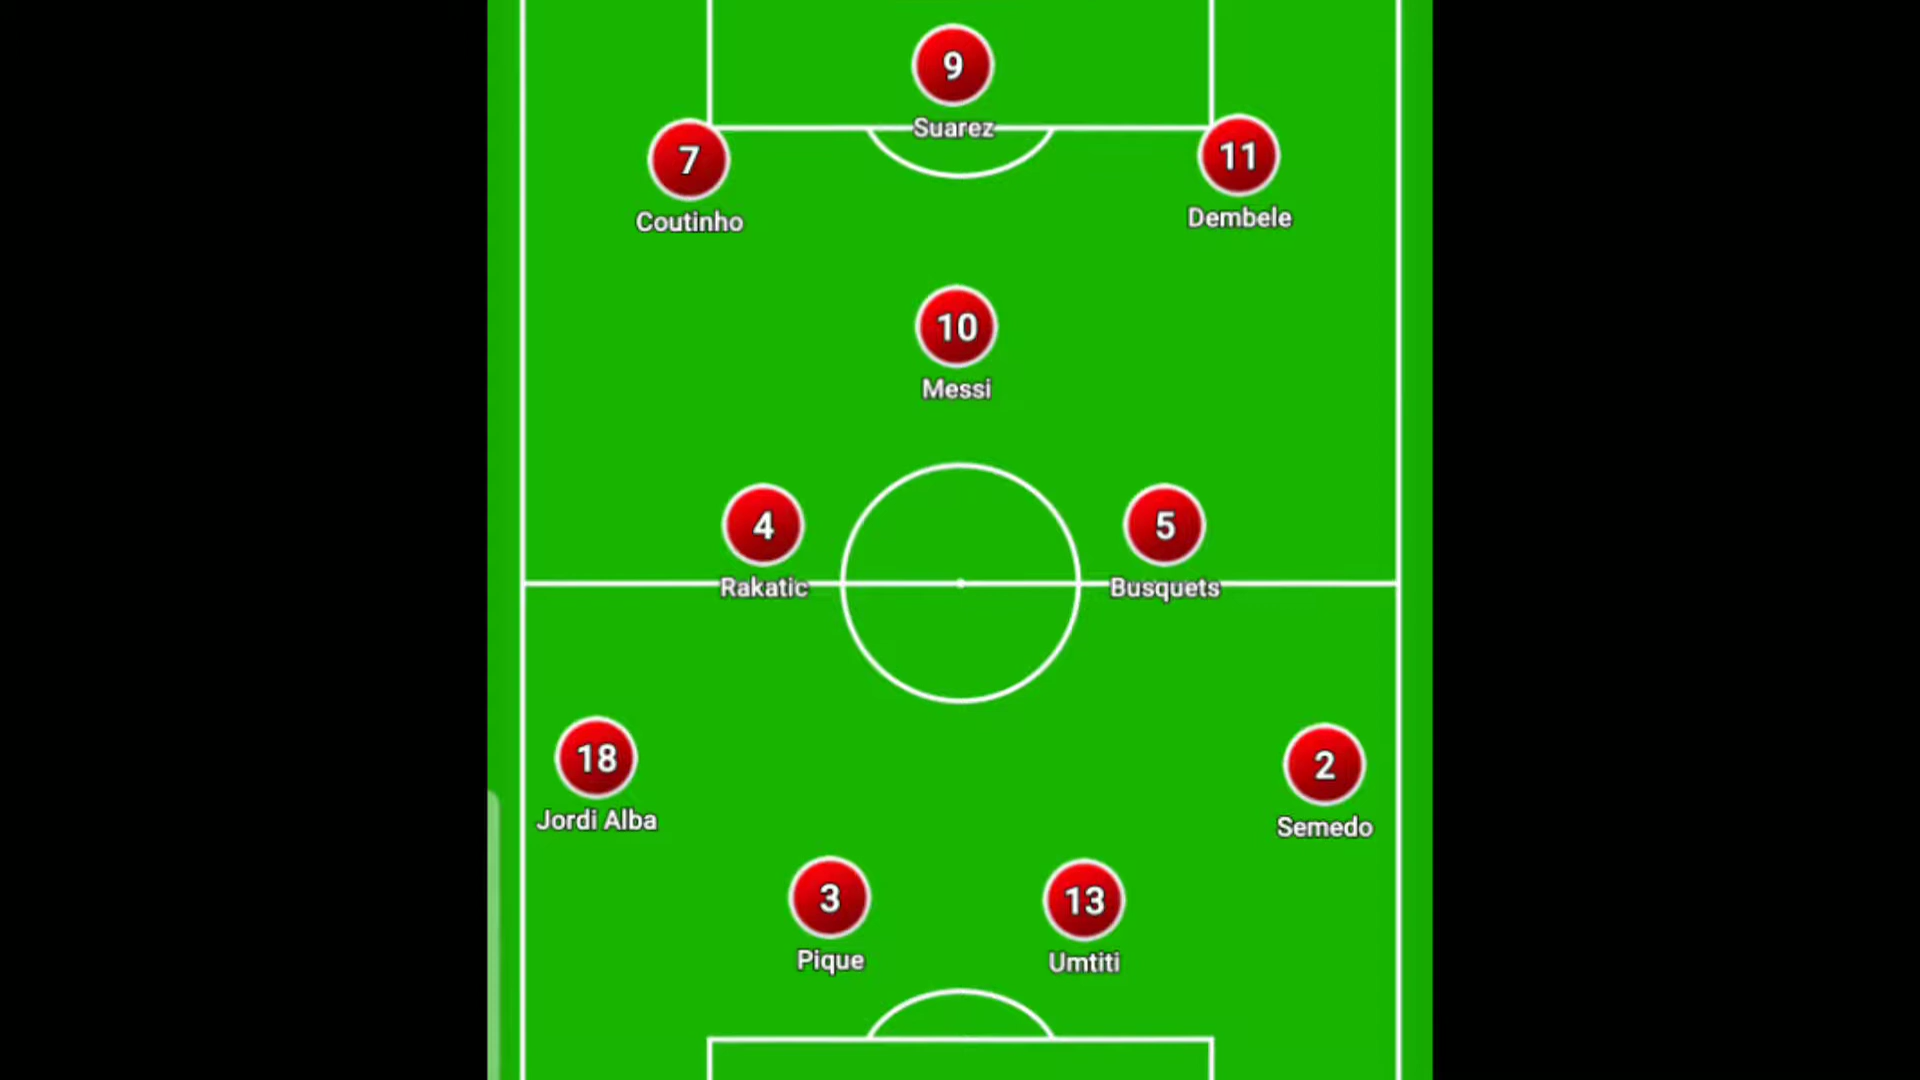 9
Suarez
7
Coutinho
11
Dembele
10
Messi
4
Rakatic
5
Busquets
18
Jordi Alba
2
Semedo
3
Pique
13
Umtiti